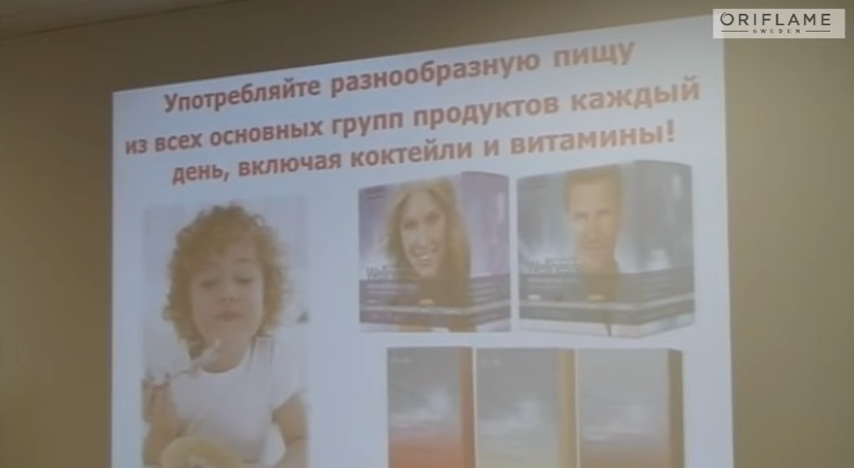 ORIFLAME
SWEDEN
Употребляйте разнообразную пищу
из всех основных групп продуктов каждый
день, включая коктейли и витамины!